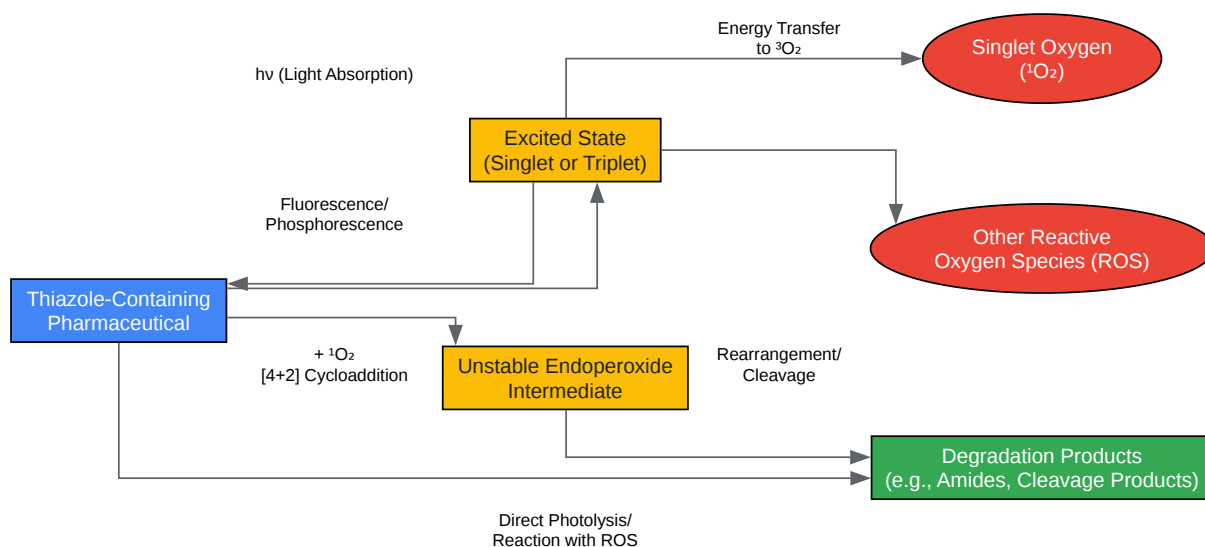 Energy Transfer
to ³O₂
Singlet Oxygen
(¹O₂)
hν (Light Absorption)
Excited State
(Singlet or Triplet)
Fluorescence/
Phosphorescence
Other Reactive
Oxygen Species (ROS)
Thiazole-Containing
Pharmaceutical
+ ¹O₂
[4+2] Cycloaddition
Unstable Endoperoxide
Intermediate
Rearrangement/
Cleavage
Degradation Products
(e.g., Amides, Cleavage Products)
Direct Photolysis/
Reaction with ROS